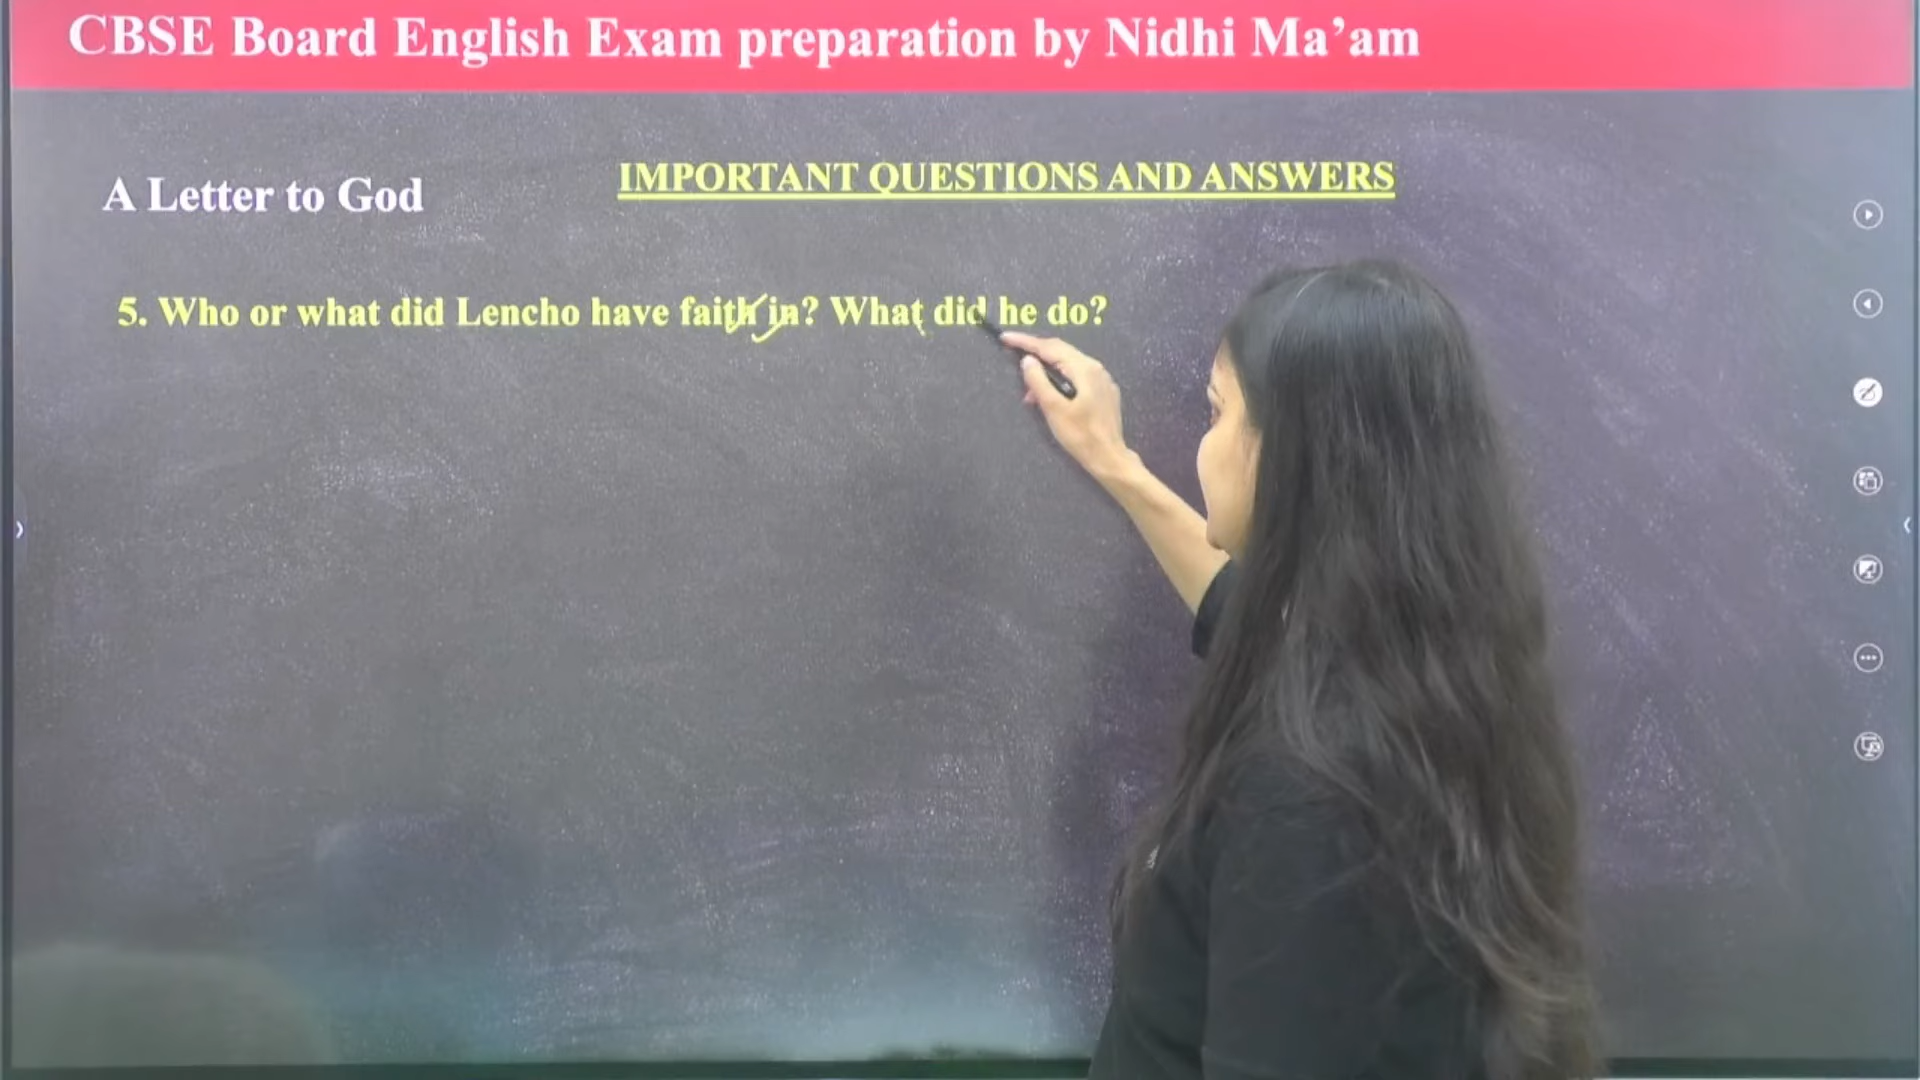 CBSE Board English Exam preparation by Nidhi Ma’am
IMPORTANT QUESTIONS AND ANSWERS
A Letter to God
5. Who or what did Lencho have faith in? What did he do?